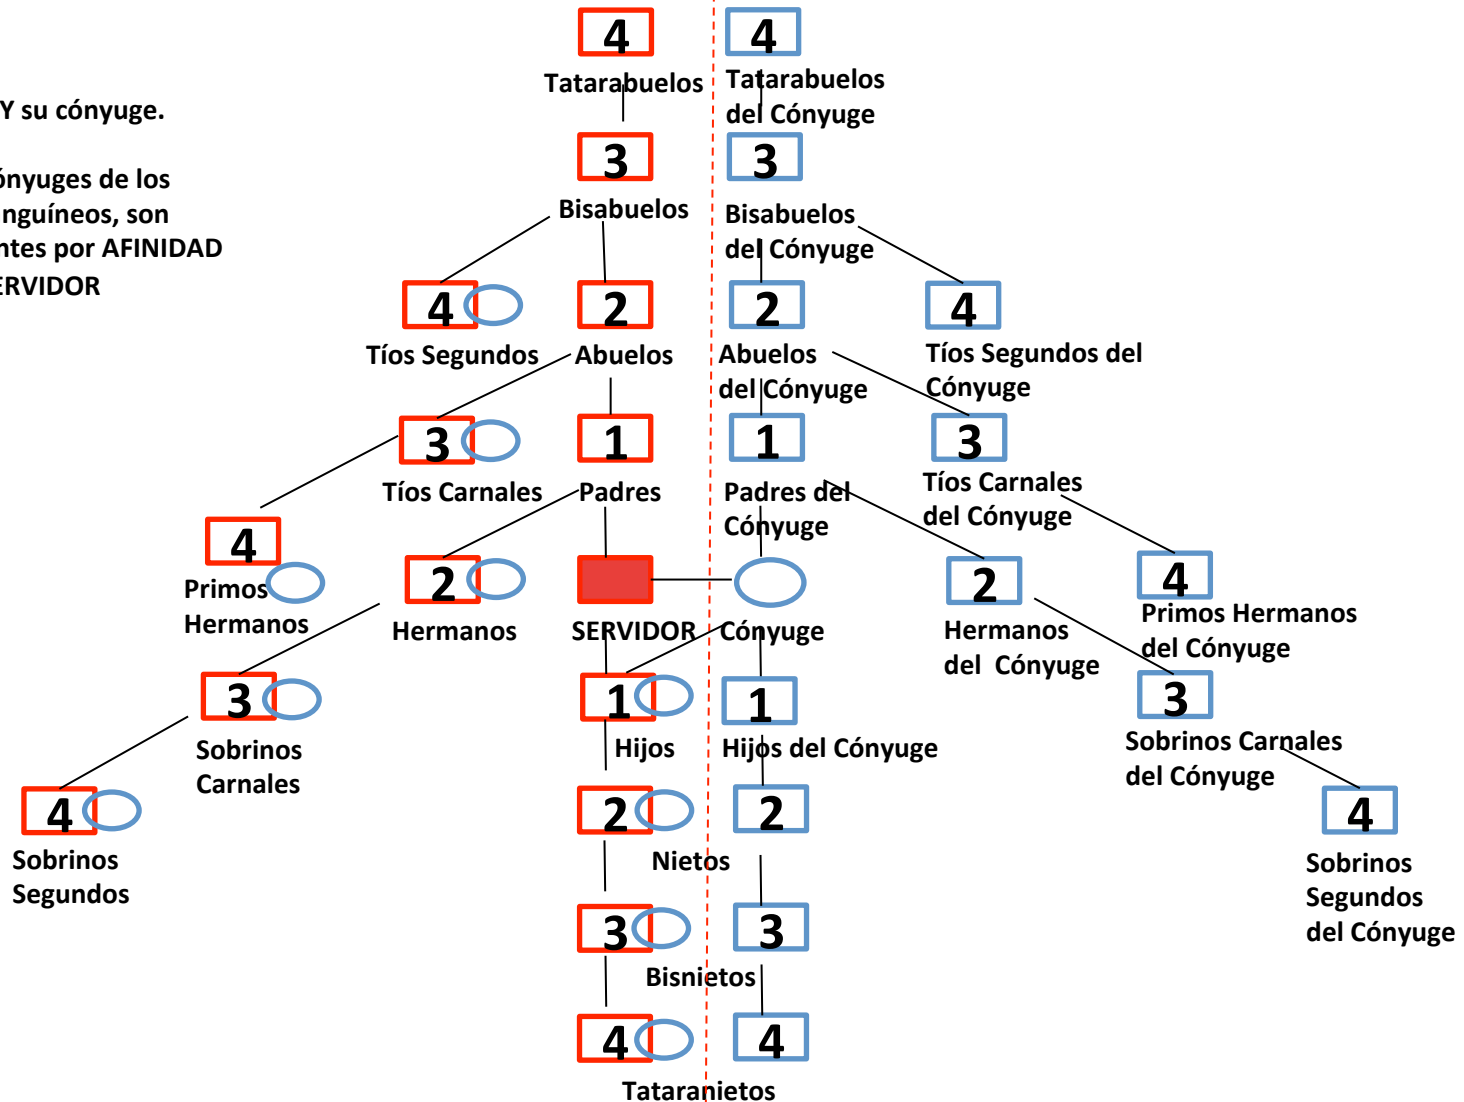 4
4
Tatarabuelos
Tatarabuelos
del Cónyuge
Y su cónyuge.
3
3
ónyuges de los
nguíneos, son
ntes por AFINIDAD
ERVIDOR
Bisabuelos
Bisabuelos
del Cónyuge
4
2
2
4
Tíos Segundos
Abuelos
Abuelos
del Cónyuge
Tíos Segundos del
Cónyuge
3
1
1
3
Tíos Carnales
Padres
Padres del
Cónyuge
Tíos Carnales
del Cónyuge
4
Primos
Hermanos
2
Hermanos
SERVIDOR
Cónyuge
2
Hermanos
del Cónyuge
4
Primos Hermanos
del Cónyuge
3
Sobrinos
Carnales
1
Hijos
1
Hijos del Cónyuge
3
Sobrinos Carnales
del Cónyuge
4
Sobrinos
Segundos
2
2
Nietos
4
Sobrinos
Segundos
del Cónyuge
3
3
Bisnietos
4
4
Tataranietos